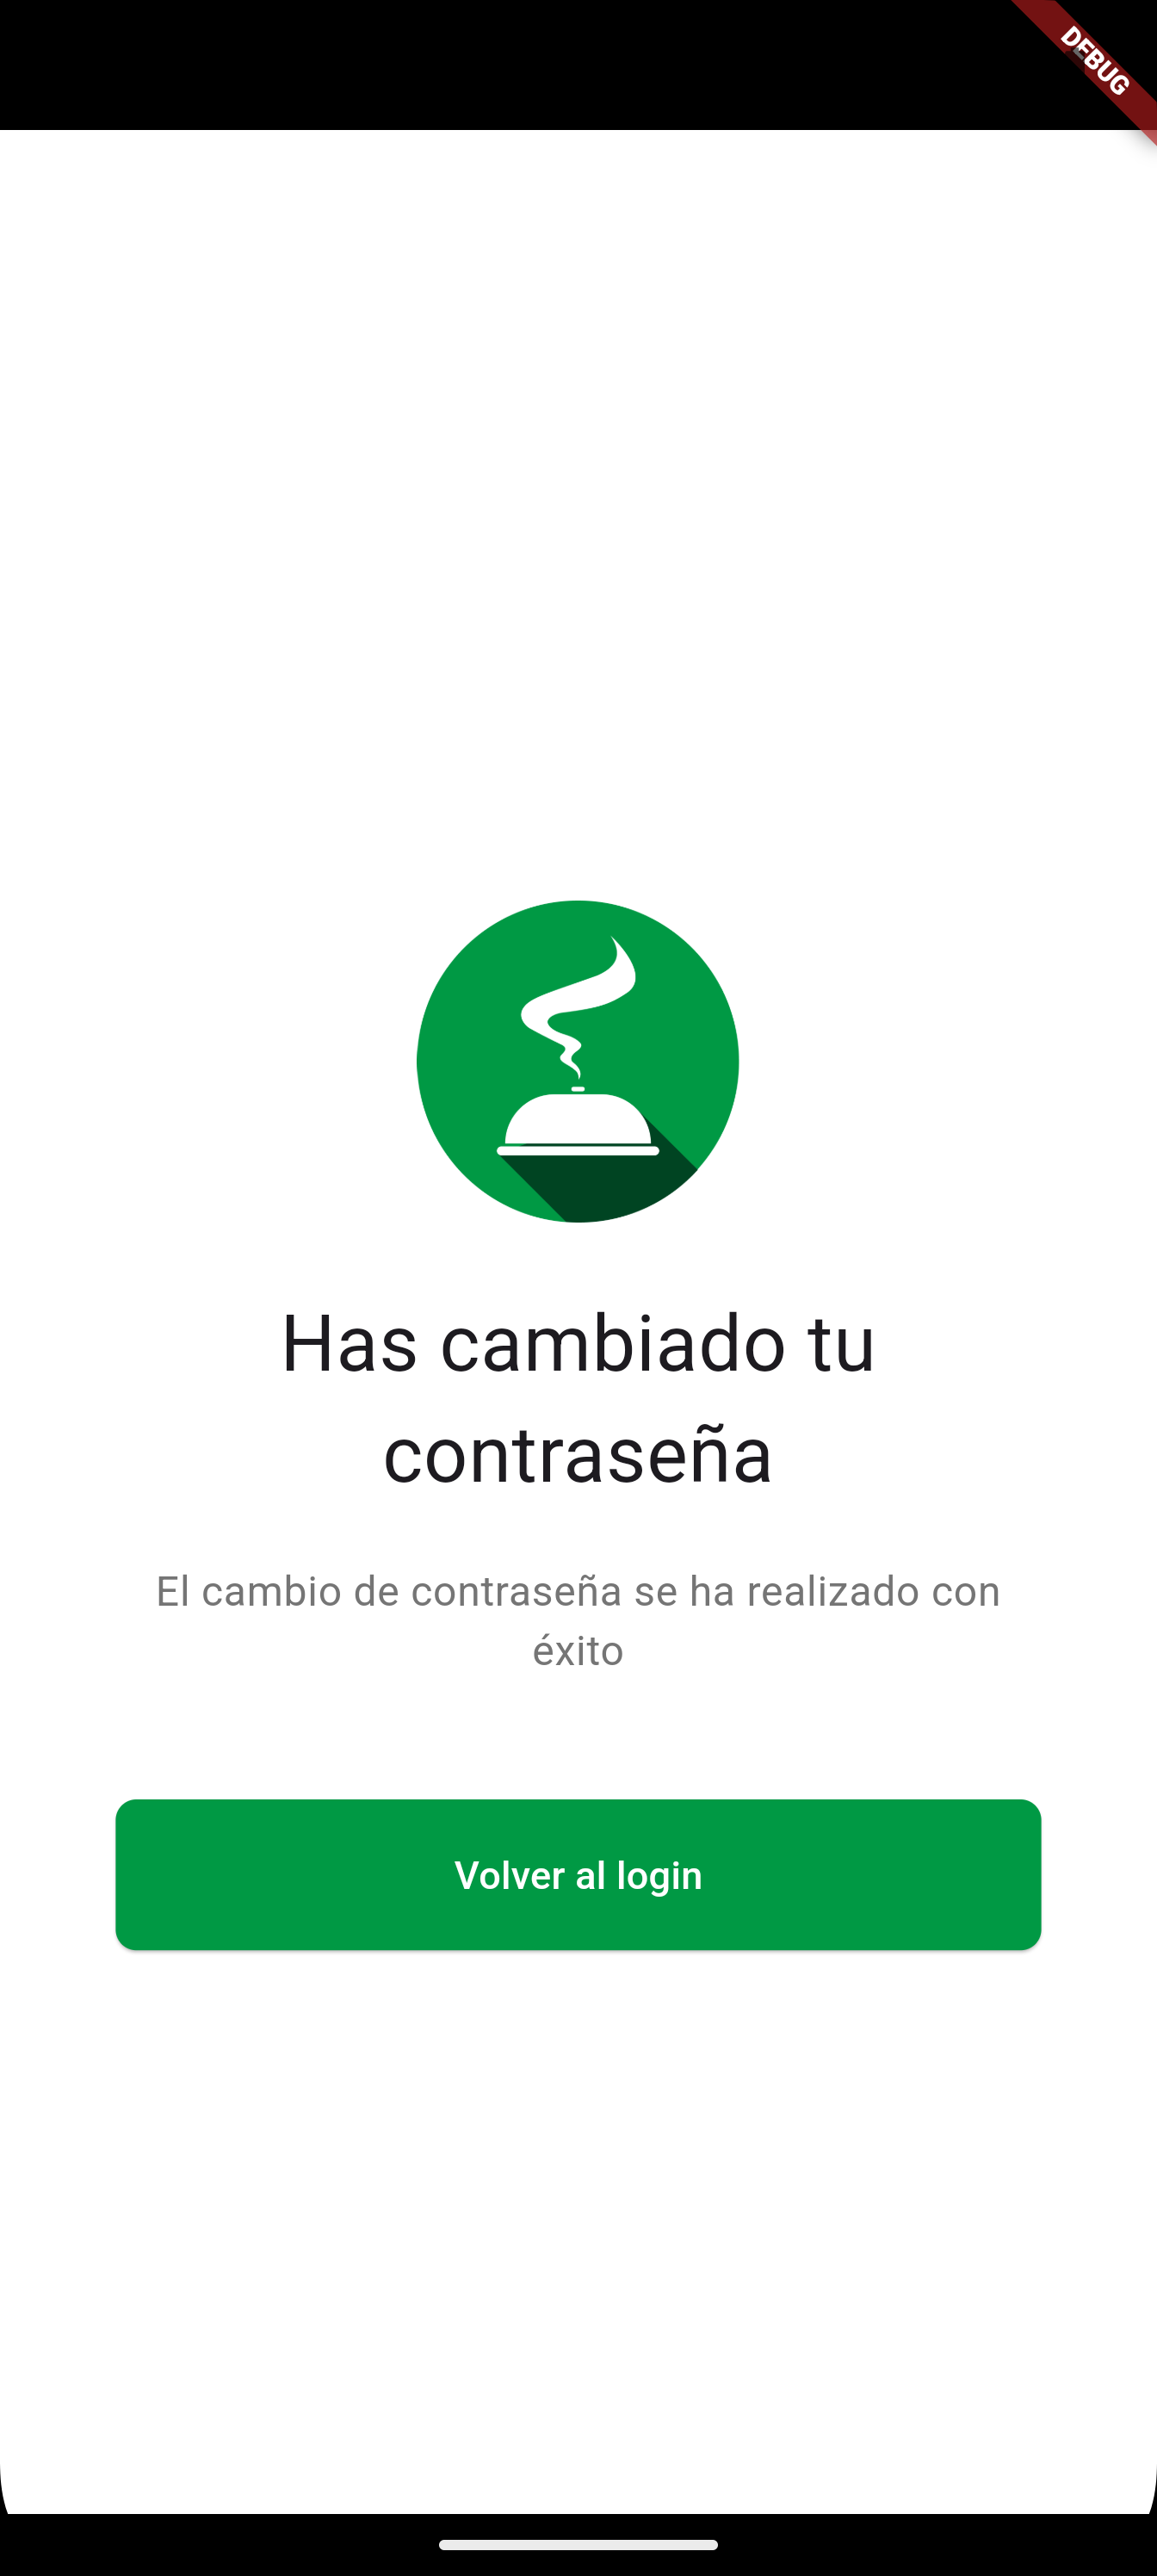 DEBUG
Has cambiado tu
contraseña
El cambio de contraseña se ha realizado con
éxito
Volver al login